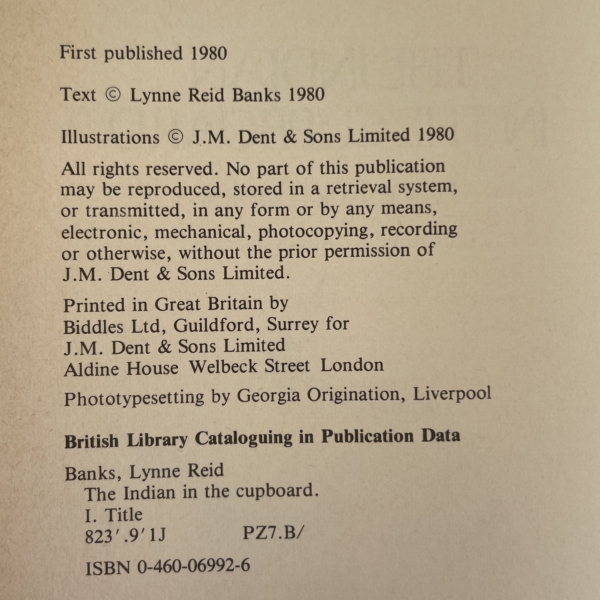 First published 1980
Text © Lynne Reid Banks 1980
Illustrations © J.M. Dent & Sons Limited 1980
All rights reserved. No part of this publication
may be reproduced, stored in a retrieval system,
or transmitted, in any form or by any means,
electronic, mechanical, photocopying, recording
or otherwise, without the prior permission of
J.M. Dent & Sons Limited.
Printed in Great Britain by
Biddles Ltd, Guildford, Surrey for
J.M. Dent & Sons Limited
Aldine House Welbeck Street London
Phototypesetting by Georgia Origination, Liverpool
British Library Cataloguing in Publication Data
Banks, Lynne Reid
The Indian in the cupboard.
I. Title
823'.9'1J PZ7.B/
ISBN 0-460-06992-6